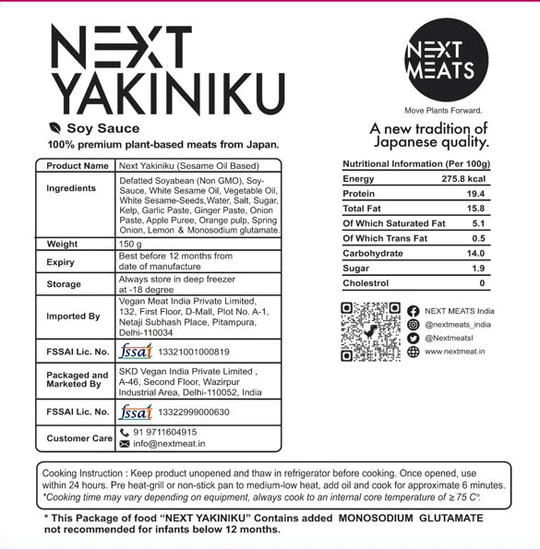 NEXT
YAKINIKU
Soy Sauce
100% premium plant-based meats from Japan.
NEXT
MEATS
Move Plants Forward.
A new tradition of
Japanese quality.
Product Name Next Yakiniku (Sesame Oil Based)
Ingredients
Defatted Soyabean (Non GMO), Soy-
Sauce, White Sesame Oil, Vegetable Oil,
White Sesame-Seeds,Water, Salt, Sugar,
Kelp, Garlic Paste, Ginger Paste, Onion
Paste, Apple Puree, Orange pulp, Spring
Onion, Lemon & Monosodium glutamate.
Weight 150 g
Expiry
Best before 12 months from
date of manufacture
Storage
Always store in deep freezer
at -18 degree
Imported By
Vegan Meat India Private Limited,
132, First Floor, D-Mall, Plot No. A-1,
Netaji Subhash Place, Pitampura,
Delhi-110034
FSSAI Lic. No. fssai 13321001000819
Packaged and
Marketed By
SKD Vegan India Private Limited ,
A-46, Second Floor, Wazirpur
Industrial Area, Delhi-110052, India
FSSAI Lic. No. fssai 13322999000630
Customer Care
91 9711604915
info@nextmeat.in
Nutritional Information (Per 100g)
Energy 275.8 kcal
Protein 19.4
Total Fat 15.8
Of Which Saturated Fat 5.1
Of Which Trans Fat 0.5
Carbohydrate 14.0
Sugar 1.9
Cholestrol 0
NEXT MEATS India
@nextmeats_india
@NextmeatsI
www.nextmeat.in
Cooking Instruction : Keep product unopened and thaw in refrigerator before cooking. Once opened, use
within 24 hours. Pre heat-grill or non-stick pan to medium-low heat, add oil and cook for approximate 6 minutes.
*Cooking time may vary depending on equipment, always cook to an internal core temperature of ≥ 75 C°.
* This Package of food “NEXT YAKINIKU” Contains added MONOSODIUM GLUTAMATE
not recommended for infants below 12 months.